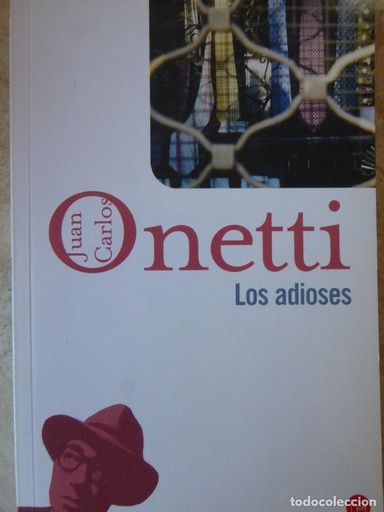 Juan
Carlos
Onetti
Los adioses
todocoleccion